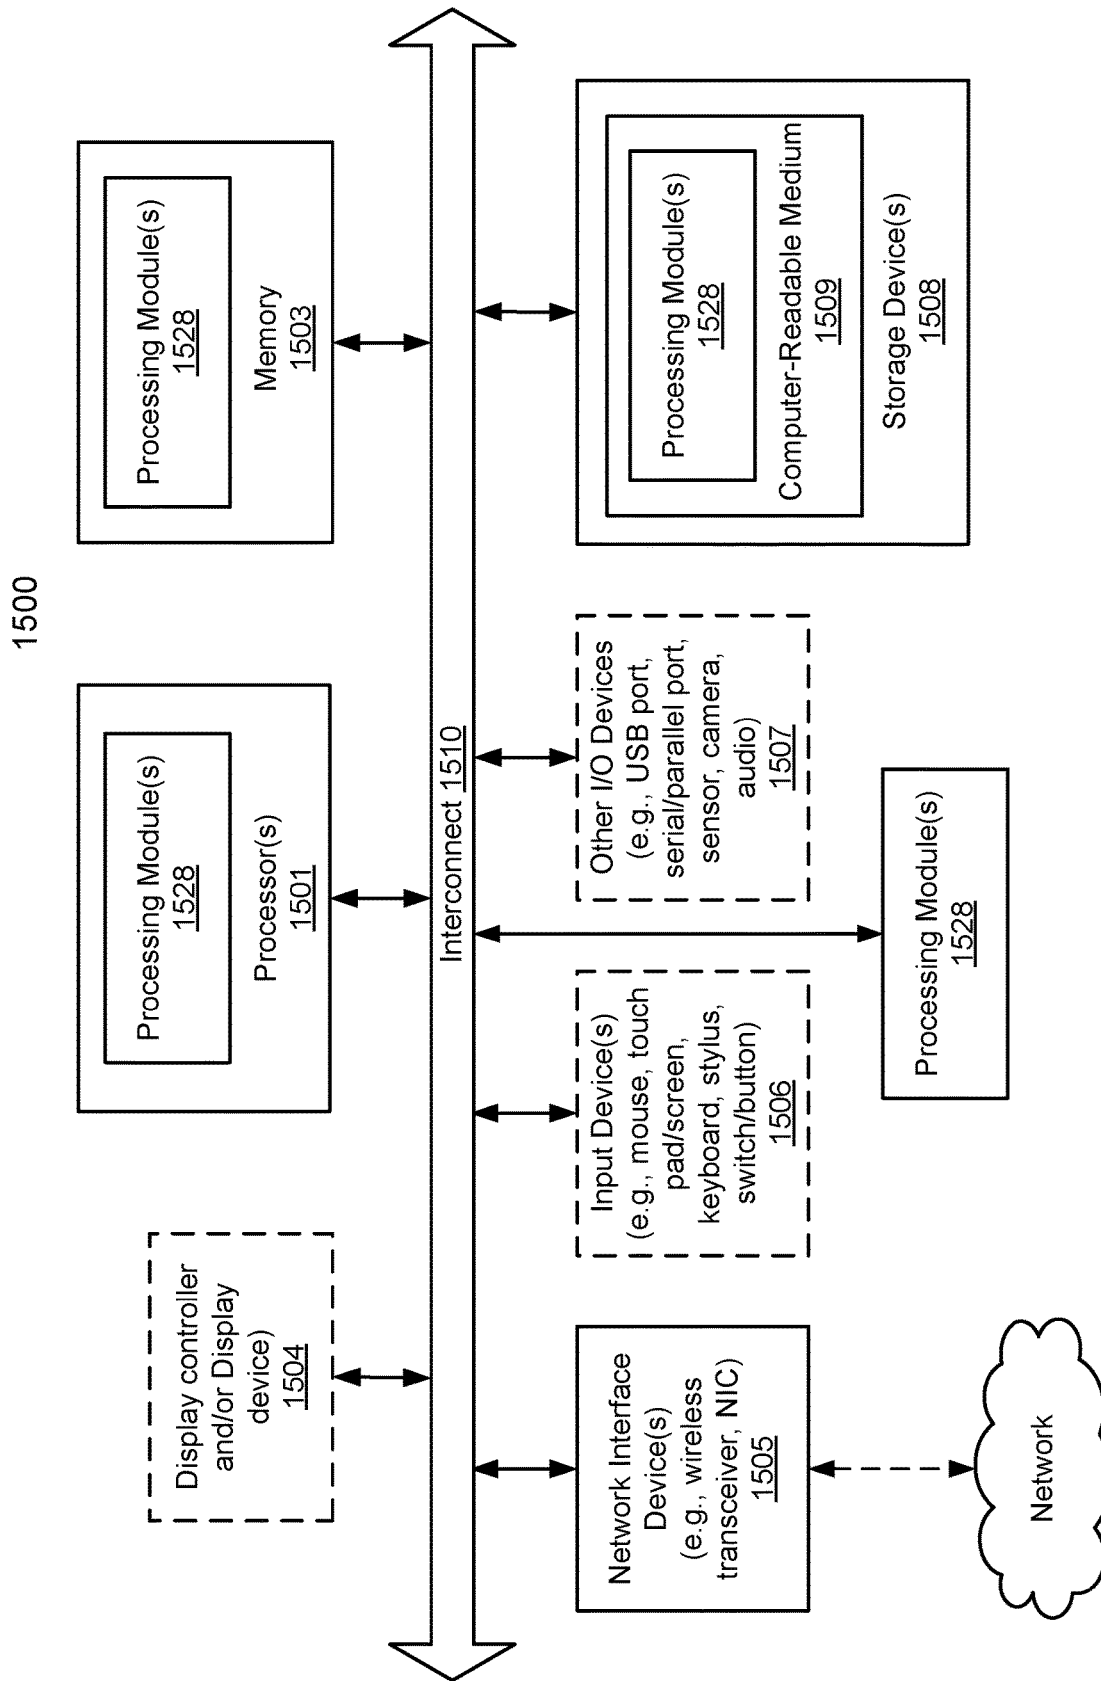 1500
Display controller
and/or Display
device)
1504
Processing Module(s)
1528
Processor(s)
1501
Processing Module(s)
1528
Memory
1503
Interconnect 1510
Network Interface
Device(s)
(e.g., wireless
transceiver, NIC)
1505
Input Device(s)
(e.g., mouse, touch
pad/screen,
keyboard, stylus,
switch/button)
1506
Other I/O Devices
(e.g., USB port,
serial/parallel port,
sensor, camera,
audio)
1507
Processing Module(s)
1528
Computer-Readable Medium
1509
Storage Device(s)
1508
Processing Module(s)
1528
Network